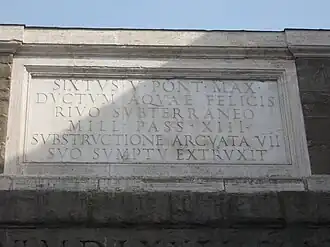 SIXTVS V PONT MAX
DVCTVM AQVAE FELICIS
RIVO SVBTERRANEO
MILL PASS XIII
SVBSTRVCTIONE ARCVATA VII
SVO SVMPTV EXTRVXIT